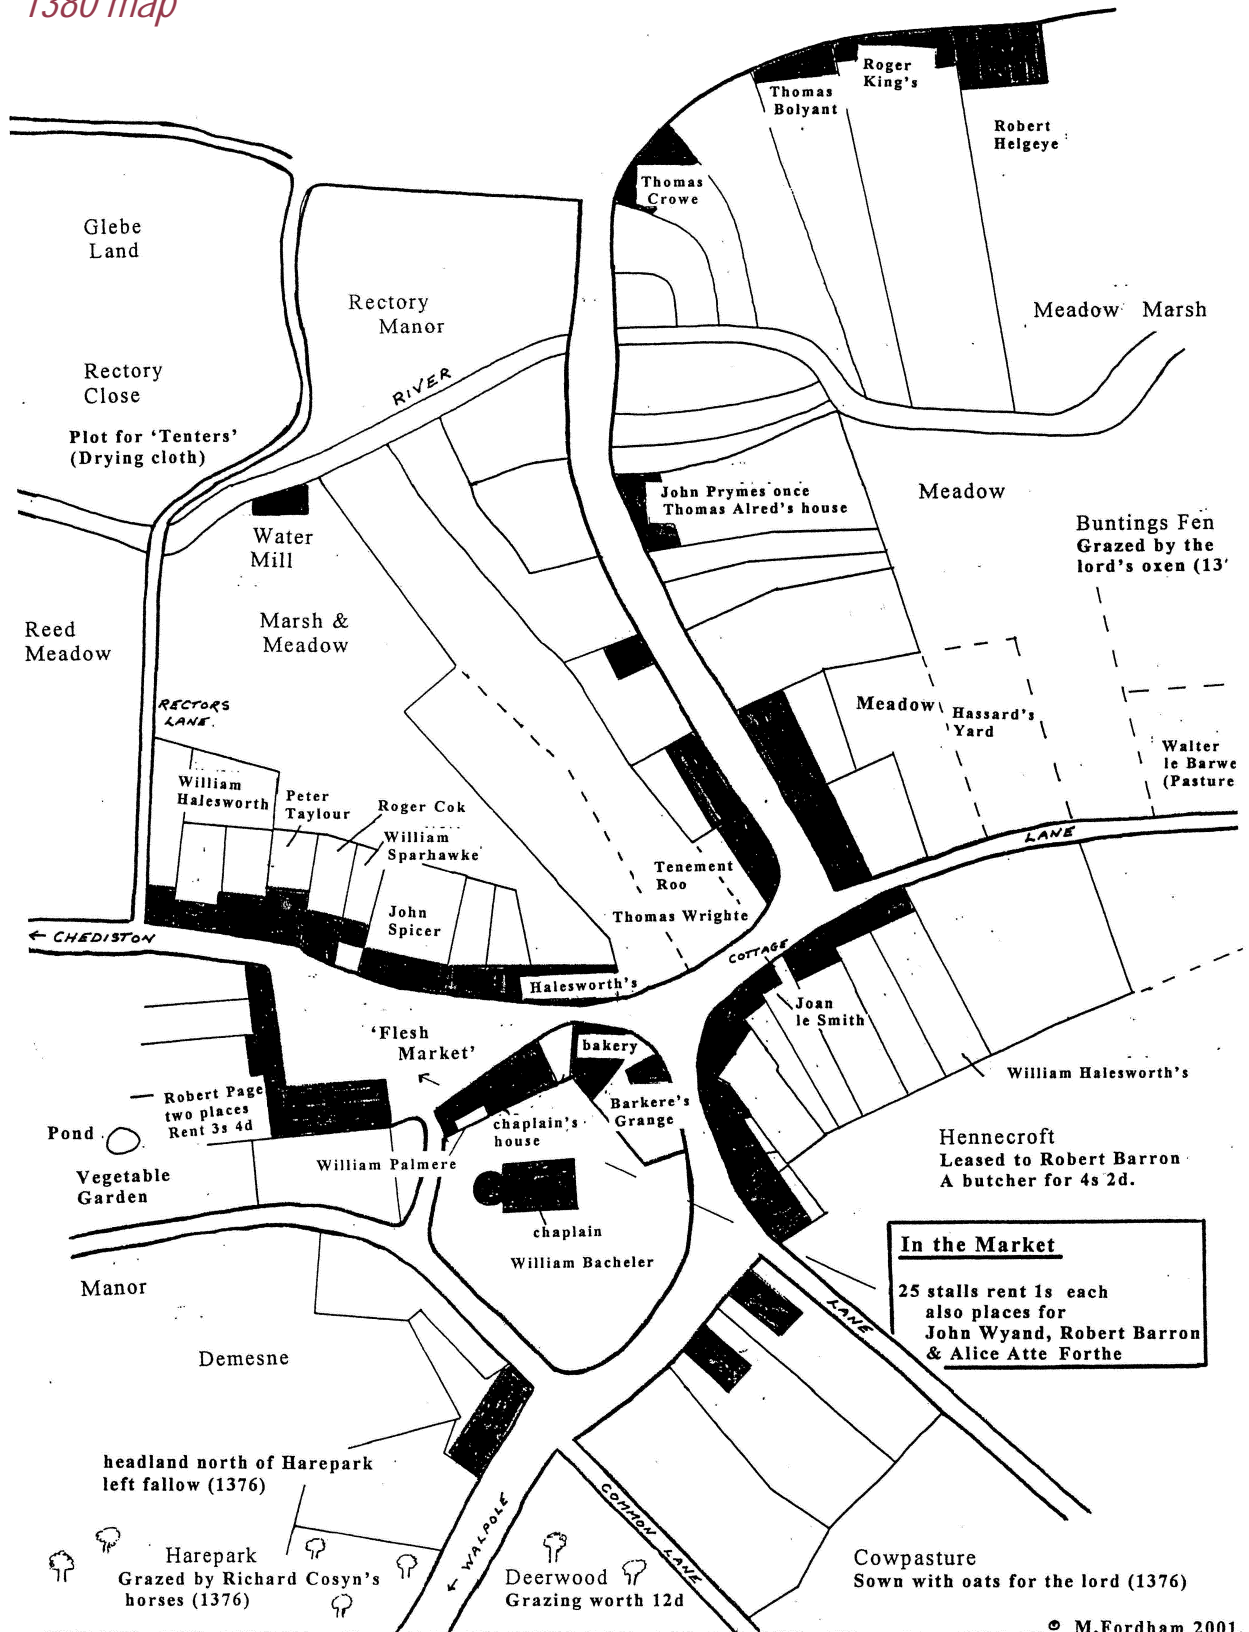 1380 map
Roger
King's
Thomas
Bolyant
Robert
Helgeye
Thomas
Crowe
Glebe
Land
Rectory
Manor
Meadow Marsh
Rectory
Close
RIVER
Plot for 'Tenters'
(Drying cloth)
John Prymes once
Thomas Alred's house
Meadow
Buntings Fen
Grazed by the
lord's oxen (13'
Water
Mill
Marsh &
Meadow
Reed
Meadow
RECTORS
LANE.
Meadow
Hassard's
Yard
Walter
le Barwe
(Pasture
William
Halesworth
Peter
Taylour
Roger Cok
William
Sparhawke
LANE
Tenement
Roo
John
Spicer
Thomas Wrighte
← CHEDISTON
COTTAGE
Halesworth's
Joan
le Smith
'Flesh
Market'
bakery
William Halesworth's
Robert Page
two places
Rent 3s 4d
Barkere's
Grange
chaplain's
house
Pond
William Palmere
Vegetable
Garden
Hennecroft
Leased to Robert Barron
A butcher for 4s 2d.
chaplain
William Bacheler
In the Market
25 stalls rent 1s each
also places for
John Wyand, Robert Barron
& Alice Atte Forthe
Manor
LANE
Demesne
headland north of Harepark
left fallow (1376)
COMMON LANE
← WALPOLE
Harepark
Grazed by Richard Cosyn's
horses (1376)
Deerwood
Grazing worth 12d
Cowpasture
Sown with oats for the lord (1376)
© M.Fordham 2001.